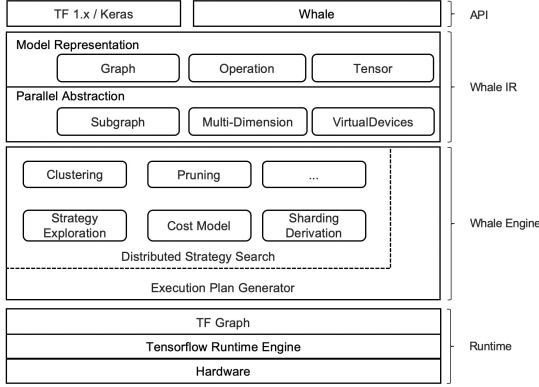 TF 1.x / Keras
Whale
API
Model Representation
Graph
Operation
Tensor
Whale IR
Parallel Abstraction
Subgraph
Multi-Dimension
VirtualDevices
Clustering
Pruning
...
Strategy
Exploration
Cost Model
Sharding
Derivation
Whale Engine
Distributed Strategy Search
Execution Plan Generator
TF Graph
Tensorflow Runtime Engine
Runtime
Hardware